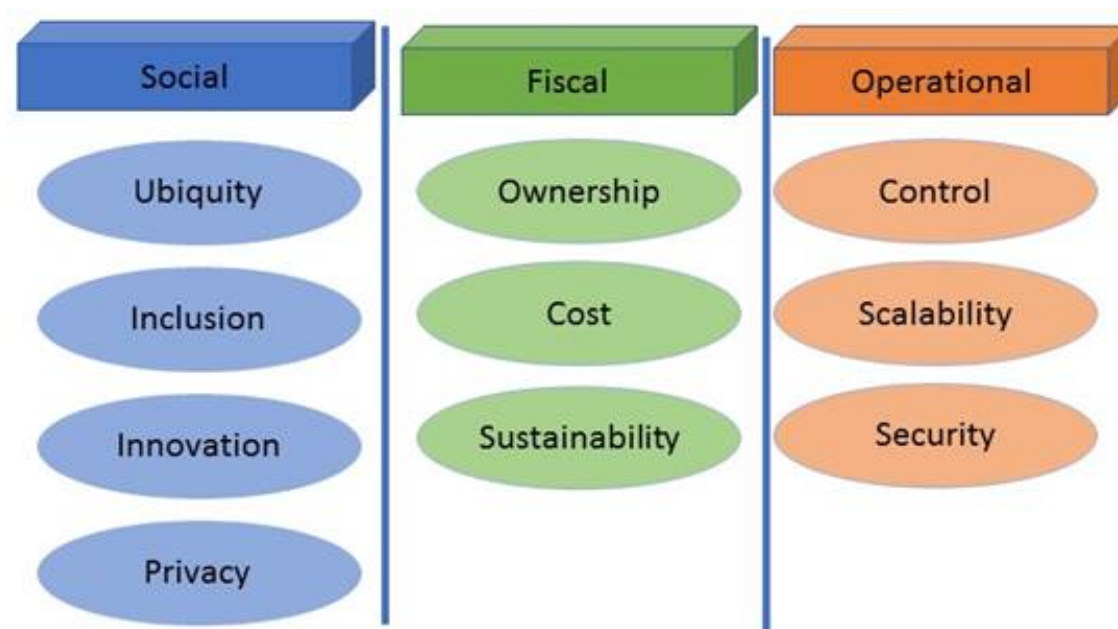 Social
Ubiquity
Inclusion
Innovation
Privacy
Fiscal
Ownership
Cost
Sustainability
Operational
Control
Scalability
Security